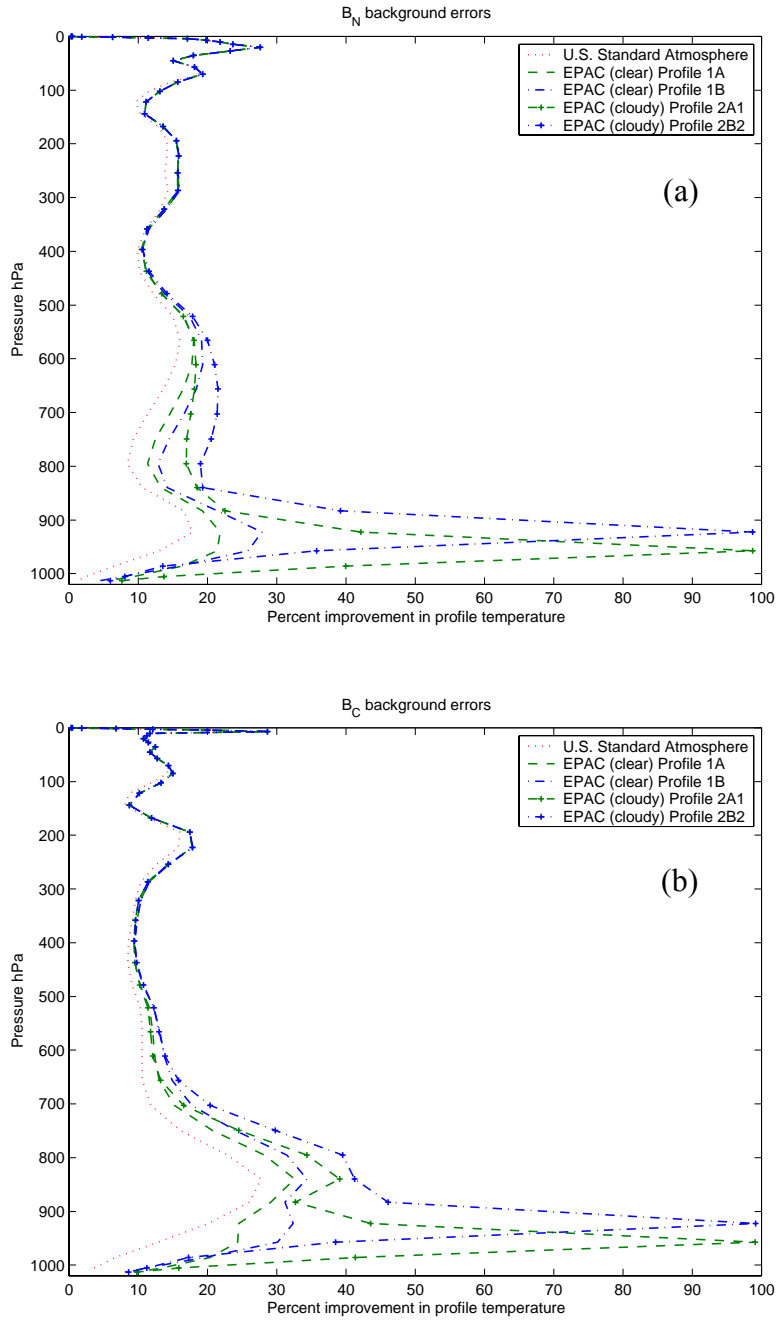 B_N background errors
U.S. Standard Atmosphere
EPAC (clear) Profile 1A
EPAC (clear) Profile 1B
EPAC (cloudy) Profile 2A1
EPAC (cloudy) Profile 2B2
(a)
Pressure hPa
0
100
200
300
400
500
600
700
800
900
1000
0 10 20 30 40 50 60 70 80 90 100
Percent improvement in profile temperature
B_C background errors
U.S. Standard Atmosphere
EPAC (clear) Profile 1A
EPAC (clear) Profile 1B
EPAC (cloudy) Profile 2A1
EPAC (cloudy) Profile 2B2
(b)
Pressure hPa
0
100
200
300
400
500
600
700
800
900
1000
0 10 20 30 40 50 60 70 80 90 100
Percent improvement in profile temperature